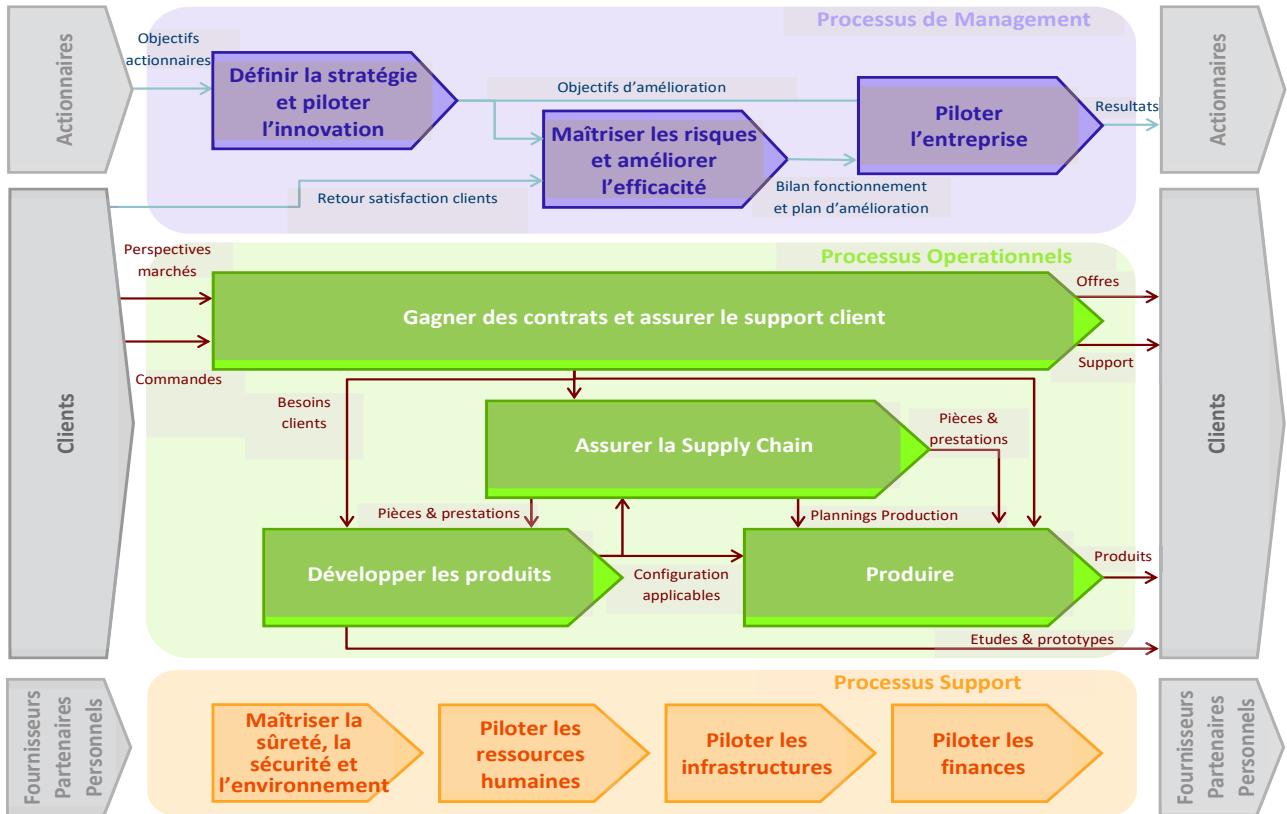 Processus de Management
Actionnaires
Objectifs
actionnaires
Définir la stratégie
et piloter
l’innovation
Objectifs d’amélioration
Maîtriser les risques
et améliorer
l’efficacité
Piloter
l’entreprise
Resultats
Actionnaires
Retour satisfaction clients
Bilan fonctionnement
et plan d’amélioration
Clients
Processus Operationnels
Perspectives
marchés
Gagner des contrats et assurer le support client
Offres
Commandes
Support
Clients
Besoins
clients
Assurer la Supply Chain
Pièces &
prestations
Pièces & prestations
Plannings Production
Développer les produits
Configuration
applicables
Produire
Produits
Etudes & prototypes
Processus Support
Fournisseurs
Partenaires
Personnels
Maîtriser la
sûreté, la
sécurité et
l’environnement
Piloter les
ressources
humaines
Piloter les
infrastructures
Piloter les
finances
Fournisseurs
Partenaires
Personnels